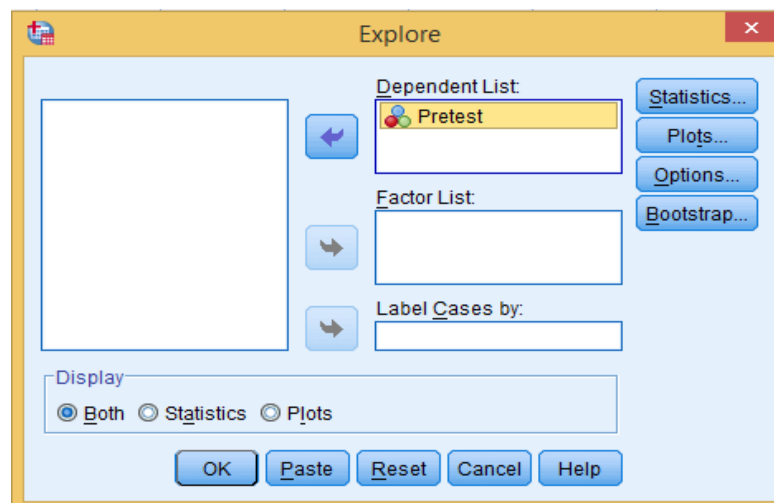 Explore
Dependent List:
Pretest
Statistics...
Plots...
Options...
Bootstrap...
Factor List:
Label Cases by:
Display
Both Statistics Plots
OK Paste Reset Cancel Help